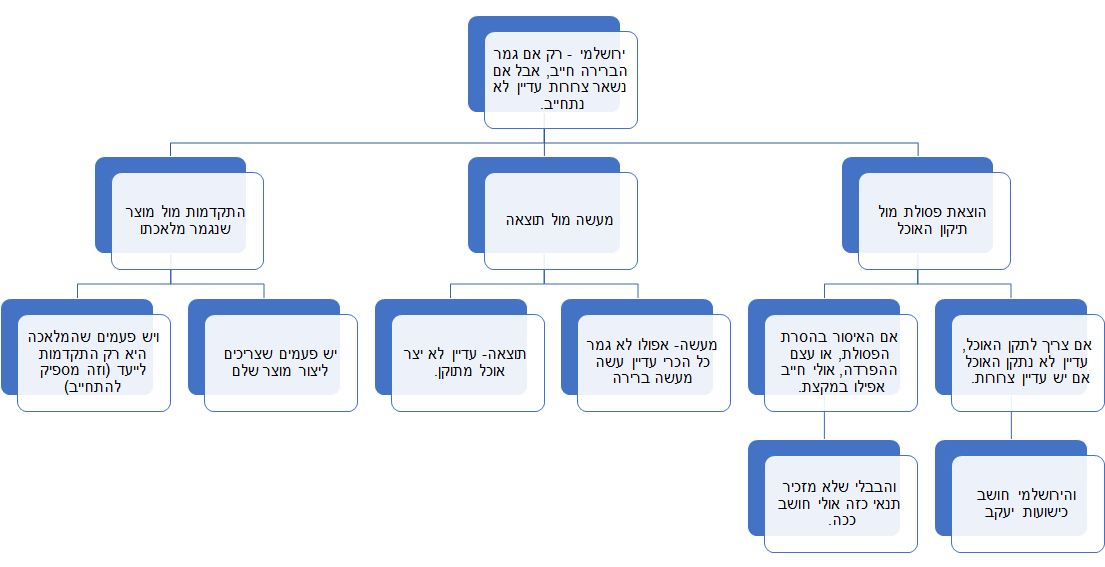 ירושלמי - רק אם גמר
הברירה חייב, אבל אם
נשאר צרורות עדיין לא
נתחייב.
הוצאת פסולת מול
תיקון האוכל
מעשה מול תוצאה
התקדמות מול מוצר
שנגמר מלאכתו
אם צריך לתקן האוכל,
עדיין לא נתקן האוכל
אם יש עדיין צרורות.
אם האיסור בהסרת
הפסולת, או עצם
ההפרדה, אולי חייב
אפילו במקצת.
מעשה- אפולו לא גמר
כל הכרי עדיין עשה
מעשה ברירה
תוצאה- עדיין לא יצר
אוכל מתוקן.
יש פעמים שצריכים
ליצור מוצר שלם
ויש פעמים שהמלאכה
היא רק התקדמות
לייעד (וזה מספיק
להתחייב)
והירושלמי חושב
כישועות יעקב
והבבלי שלא מזכיר
תנאי כזה אולי חושב
ככה.